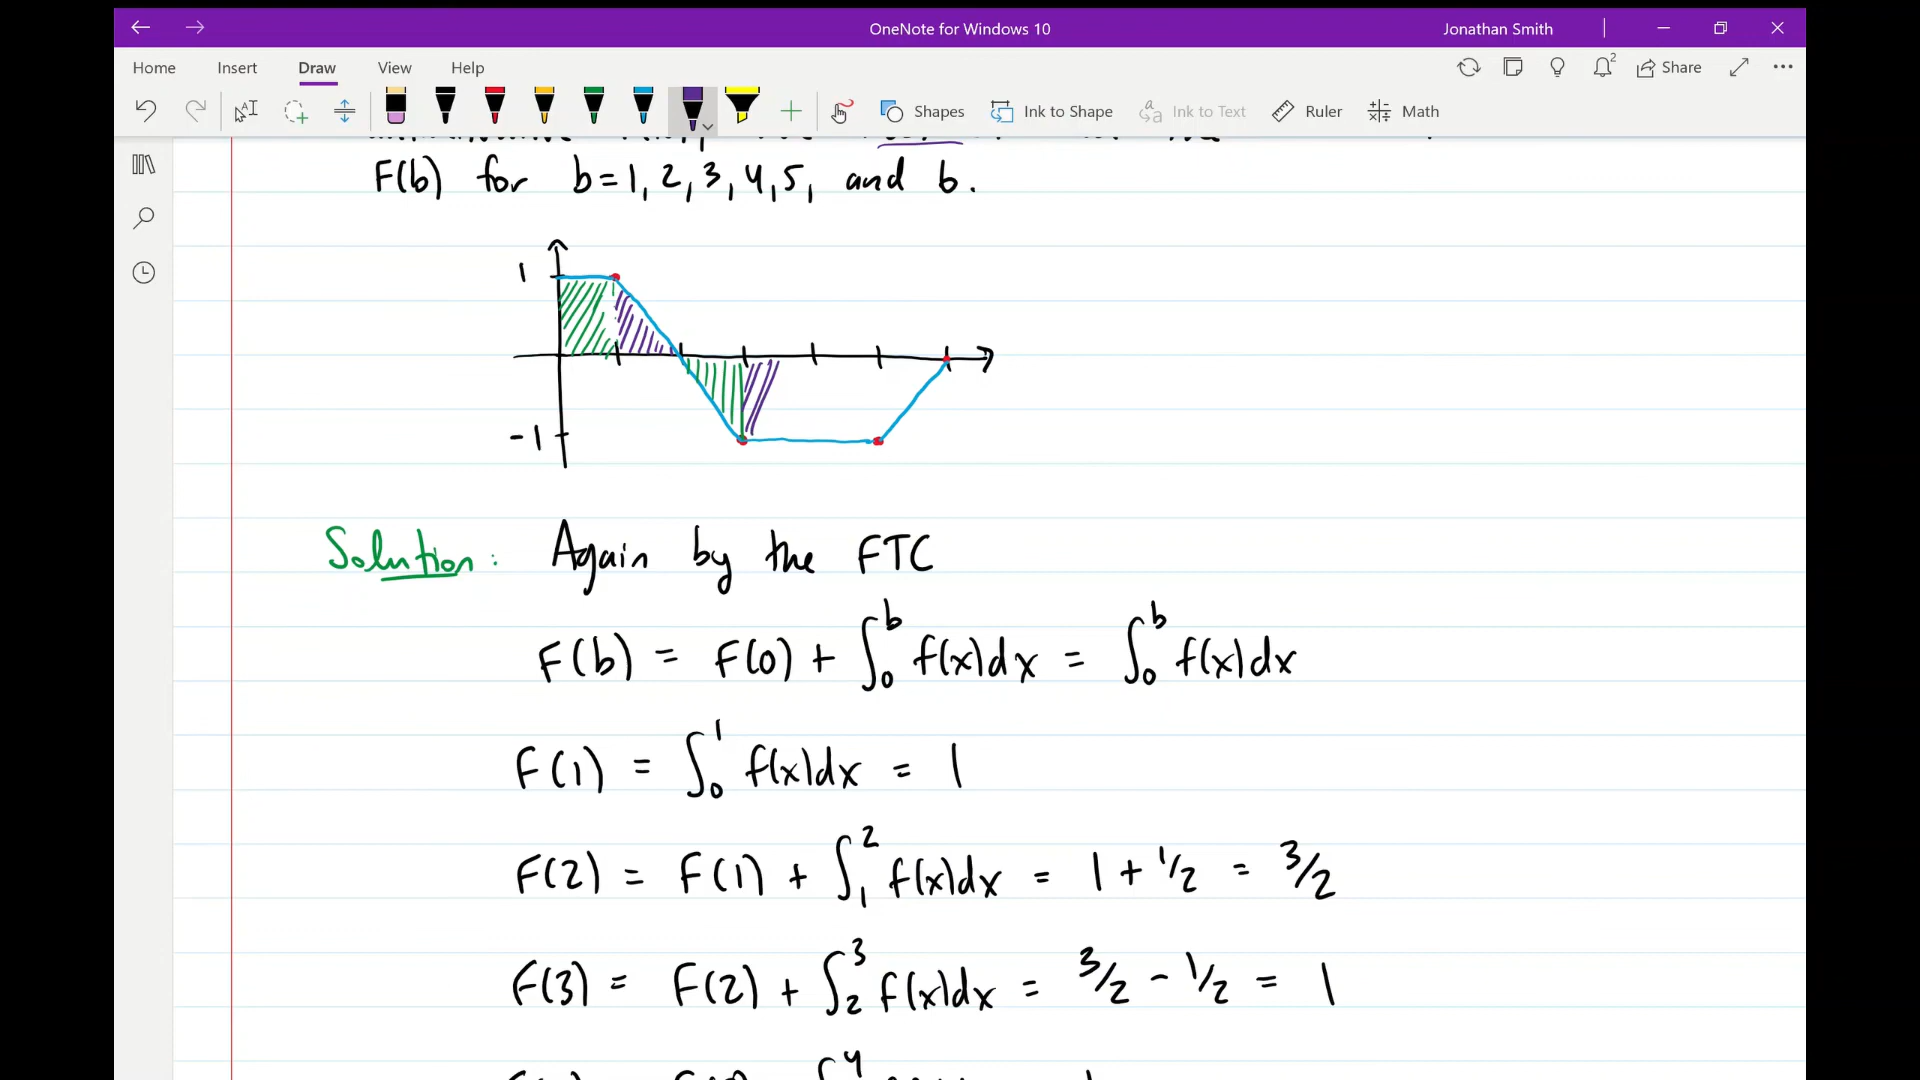 OneNote for Windows 10
Jonathan Smith
Home Insert Draw View Help
2 Share
Shapes Ink to Shape Ink to Text Ruler Math
F(b) for b=1, 2, 3, 4, 5, and 6.
1
-1
Solution: Again by the FTC
F(b) = F(0) + ∫₀ᵇ f(x)dx = ∫₀ᵇ f(x)dx
F(1) = ∫₀¹ f(x)dx = 1
F(2) = F(1) + ∫₁² f(x)dx = 1 + 1/2 = 3/2
F(3) = F(2) + ∫₂³ f(x)dx = 3/2 - 1/2 = 1